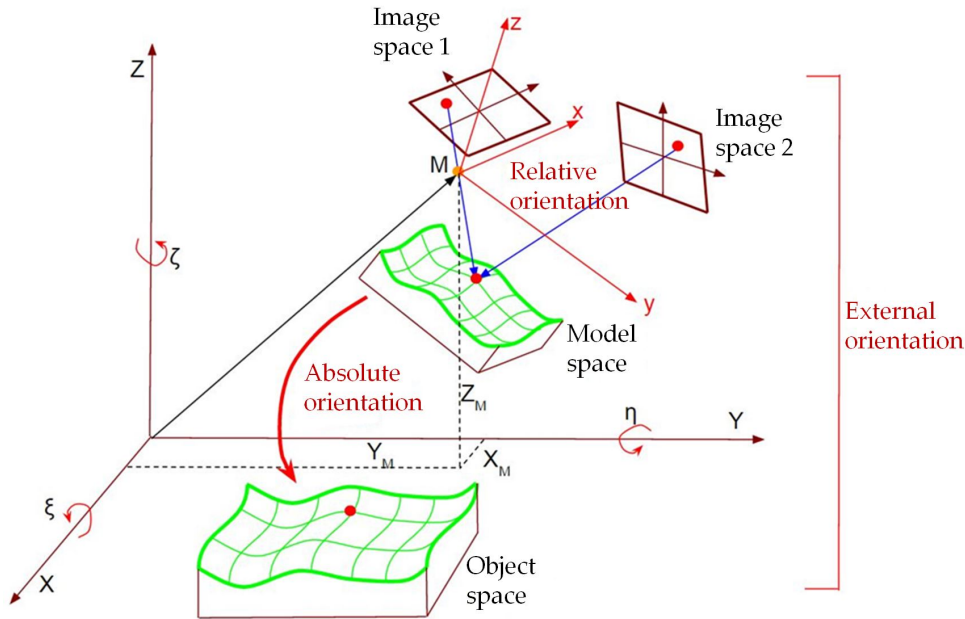 Image
space 1
z
Z
x
Image
space 2
M
Relative
orientation
ζ
y
External
orientation
Model
space
Absolute
orientation
Z_M
η
Y
Y_M
X_M
ξ
X
Object
space